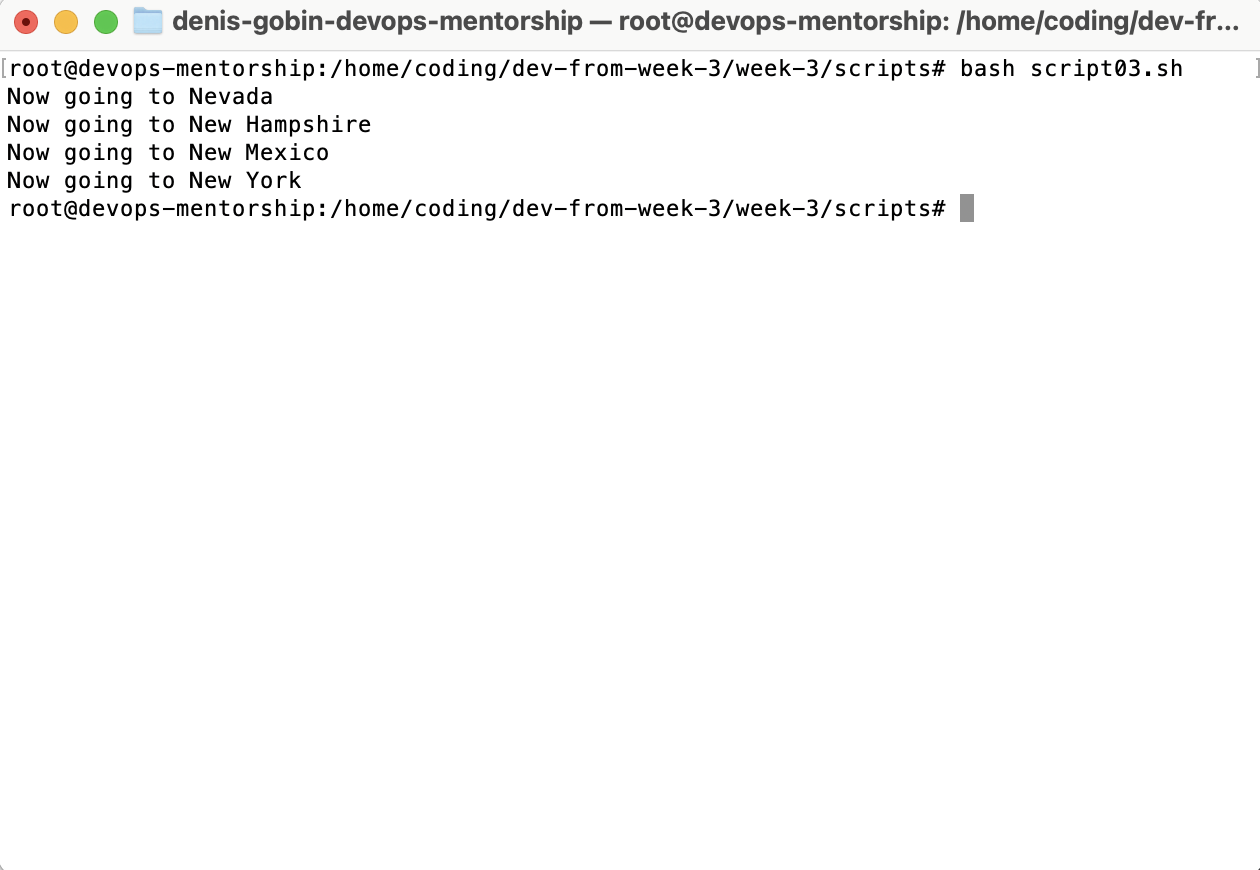 denis-gobin-devops-mentorship — root@devops-mentorship: /home/coding/dev-fr...
[root@devops-mentorship:/home/coding/dev-from-week-3/week-3/scripts# bash script03.sh ]
Now going to Nevada
Now going to New Hampshire
Now going to New Mexico
Now going to New York
root@devops-mentorship:/home/coding/dev-from-week-3/week-3/scripts#